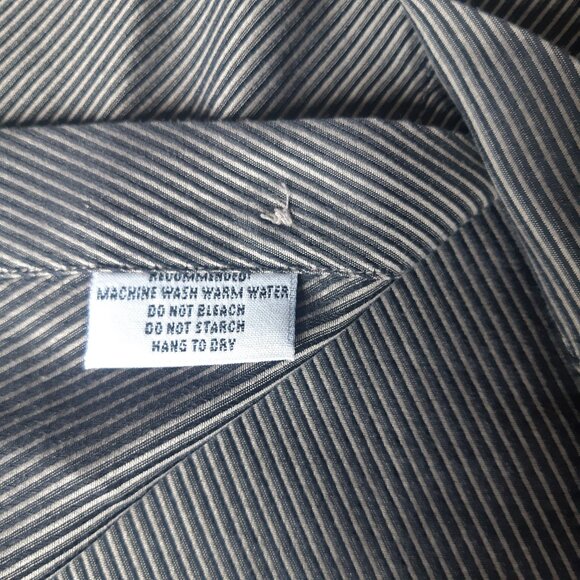 RECOMMENDED:
MACHINE WASH WARM WATER
DO NOT BLEACH
DO NOT STARCH
HANG TO DRY